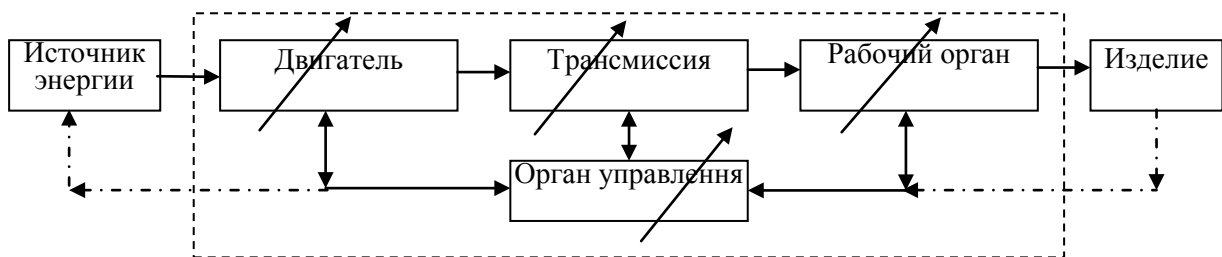 Источник
энергии
Двигатель
Трансмиссия
Рабочий орган
Изделие
Орган управлення